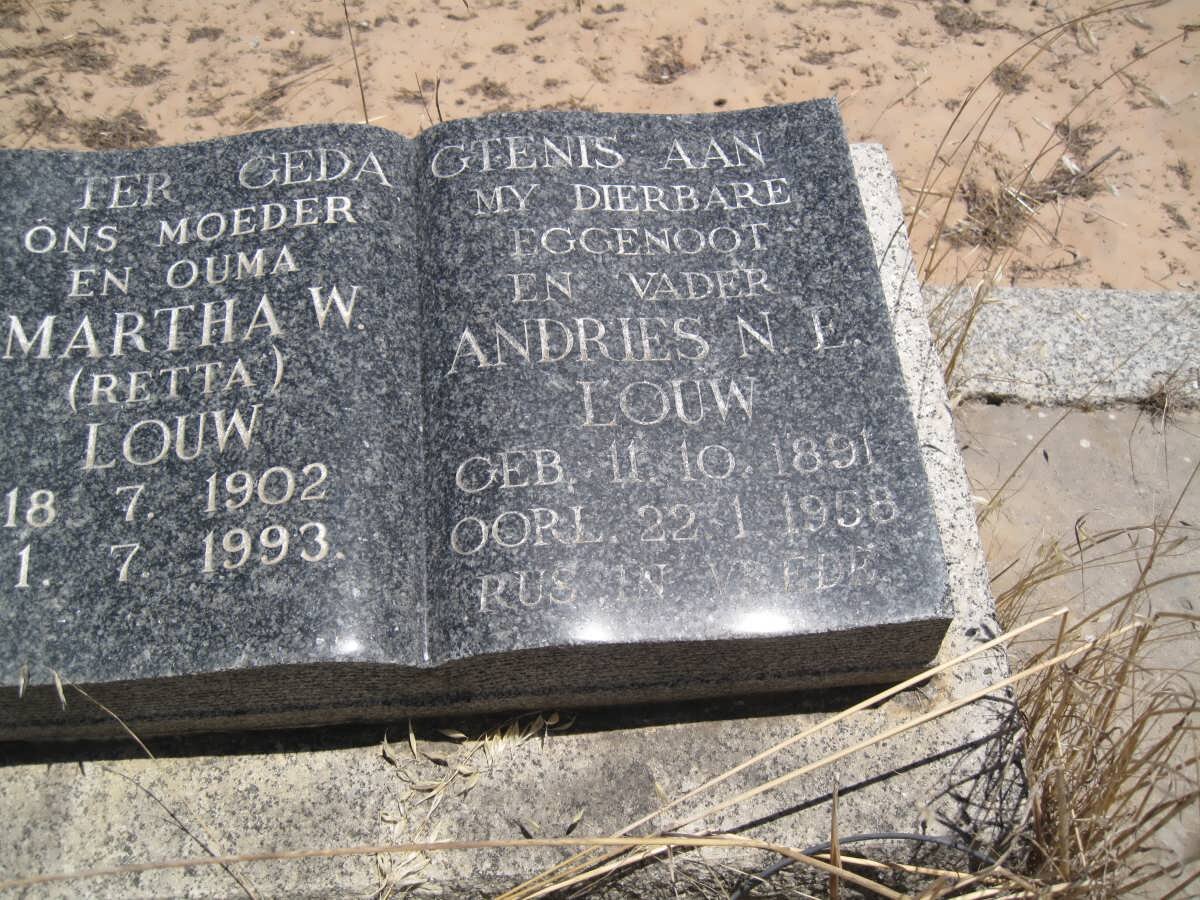 TER GEDAGTENIS AAN
ONS MOEDER
EN OUMA
MARTHA W.
(RETTA)
LOUW
18. 7. 1902
1. 7. 1993.
MY DIERBARE
EGGENOOT
EN VADER
ANDRIES N. E.
LOUW
GEB. 11. 10. 1891
OORL. 22. 1. 1958
RUS IN VREDE